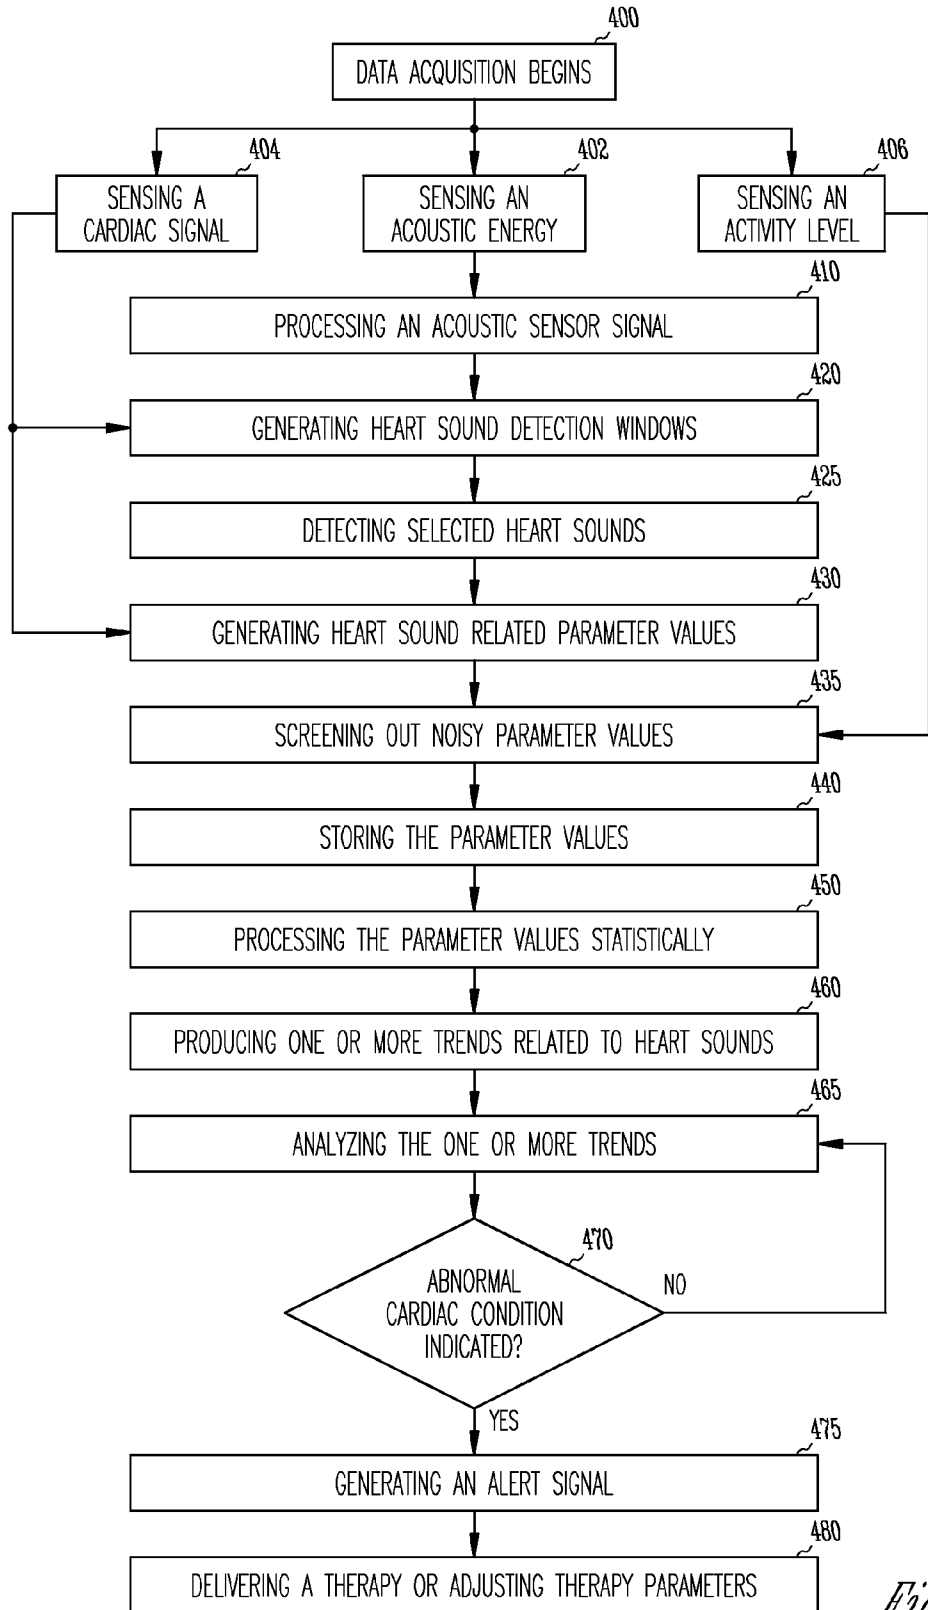 400
DATA ACQUISITION BEGINS
404
402
406
SENSING A
CARDIAC SIGNAL
SENSING AN
ACOUSTIC ENERGY
SENSING AN
ACTIVITY LEVEL
410
PROCESSING AN ACOUSTIC SENSOR SIGNAL
420
GENERATING HEART SOUND DETECTION WINDOWS
425
DETECTING SELECTED HEART SOUNDS
430
GENERATING HEART SOUND RELATED PARAMETER VALUES
435
SCREENING OUT NOISY PARAMETER VALUES
440
STORING THE PARAMETER VALUES
450
PROCESSING THE PARAMETER VALUES STATISTICALLY
460
PRODUCING ONE OR MORE TRENDS RELATED TO HEART SOUNDS
465
ANALYZING THE ONE OR MORE TRENDS
470
ABNORMAL
CARDIAC CONDITION
INDICATED?
NO
YES
475
GENERATING AN ALERT SIGNAL
480
DELIVERING A THERAPY OR ADJUSTING THERAPY PARAMETERS